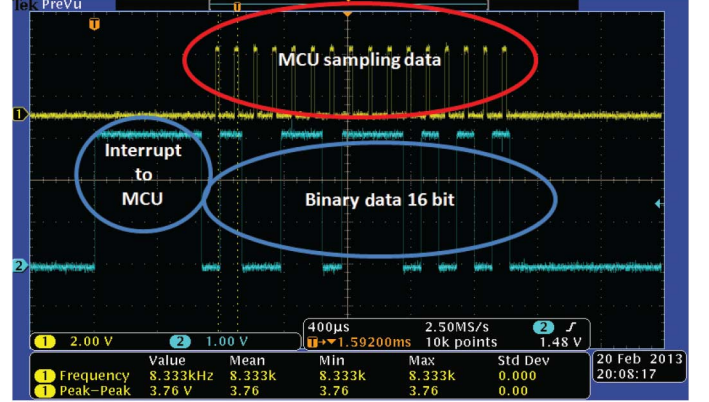 Tek PreVu
T
T
MCU sampling data
1
Interrupt
to
MCU
Binary data 16 bit
2
1 2.00 V 2 1.00 V
400µs 2.50MS/s 2
T→▼1.59200ms 10k points 1.48 V
Value Mean Min Max Std Dev
1 Frequency 8.333kHz 8.333k 8.333k 8.333k 0.000
1 Peak-Peak 3.76 V 3.76 3.76 3.76 0.00
20 Feb 2013
20:08:17